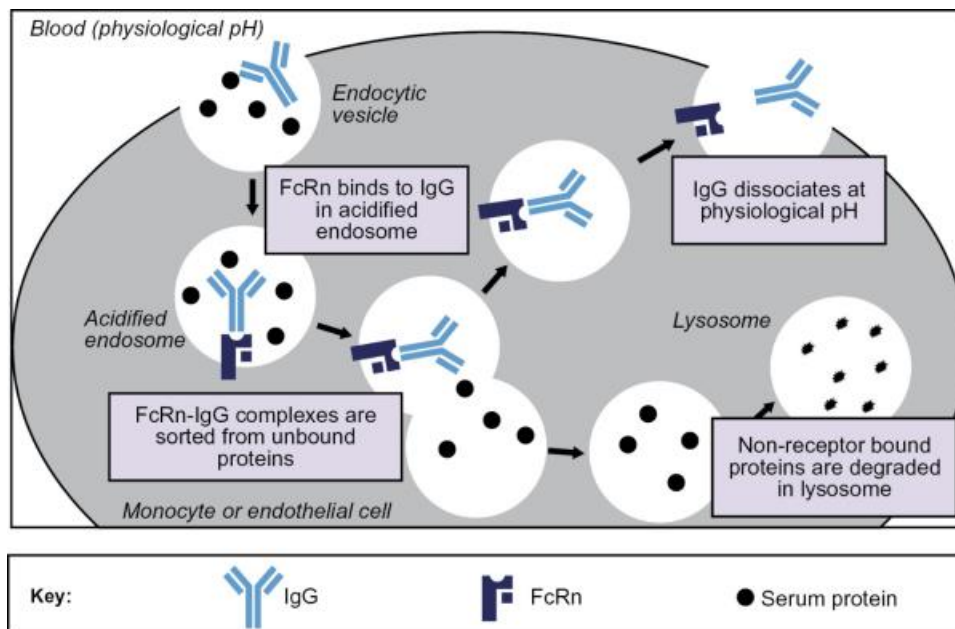 Blood (physiological pH)
Endocytic
vesicle
FcRn binds to IgG
in acidified
endosome
IgG dissociates at
physiological pH
Acidified
endosome
Lysosome
FcRn-IgG complexes are
sorted from unbound
proteins
Non-receptor bound
proteins are degraded
in lysosome
Monocyte or endothelial cell
Key:
IgG
FcRn
Serum protein